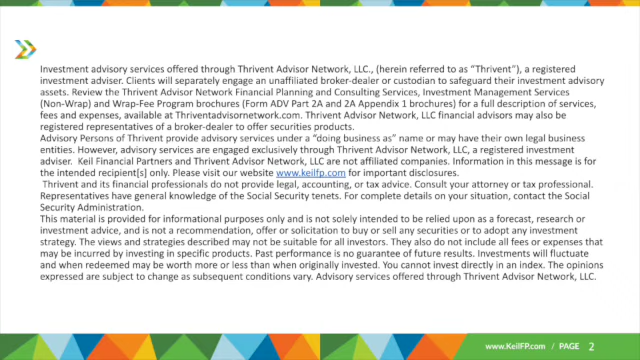 Investment advisory services offered through Thrivent Advisor Network, LLC., (herein referred to as “Thrivent”), a registered
investment adviser. Clients will separately engage an unaffiliated broker-dealer or custodian to safeguard their investment advisory
assets. Review the Thrivent Advisor Network Financial Planning and Consulting Services, Investment Management Services
(Non-Wrap) and Wrap-Fee Program brochures (Form ADV Part 2A and 2A Appendix 1 brochures) for a full description of services,
fees and expenses, available at Thriventadvisornetwork.com. Thrivent Advisor Network, LLC financial advisors may also be
registered representatives of a broker-dealer to offer securities products.
Advisory Persons of Thrivent provide advisory services under a “doing business as” name or may have their own legal business
entities. However, advisory services are engaged exclusively through Thrivent Advisor Network, LLC, a registered investment
adviser. Keil Financial Partners and Thrivent Advisor Network, LLC are not affiliated companies. Information in this message is for
the intended recipient[s] only. Please visit our website www.keilfp.com for important disclosures.
Thrivent and its financial professionals do not provide legal, accounting, or tax advice. Consult your attorney or tax professional.
Representatives have general knowledge of the Social Security tenets. For complete details on your situation, contact the Social
Security Administration.
This material is provided for informational purposes only and is not solely intended to be relied upon as a forecast, research or
investment advice, and is not a recommendation, offer or solicitation to buy or sell any securities or to adopt any investment
strategy. The views and strategies described may not be suitable for all investors. They also do not include all fees or expenses that
may be incurred by investing in specific products. Past performance is no guarantee of future results. Investments will fluctuate
and when redeemed may be worth more or less than when originally invested. You cannot invest directly in an index. The opinions
expressed are subject to change as subsequent conditions vary. Advisory services offered through Thrivent Advisor Network, LLC.
www.KeilFP.com / PAGE 2